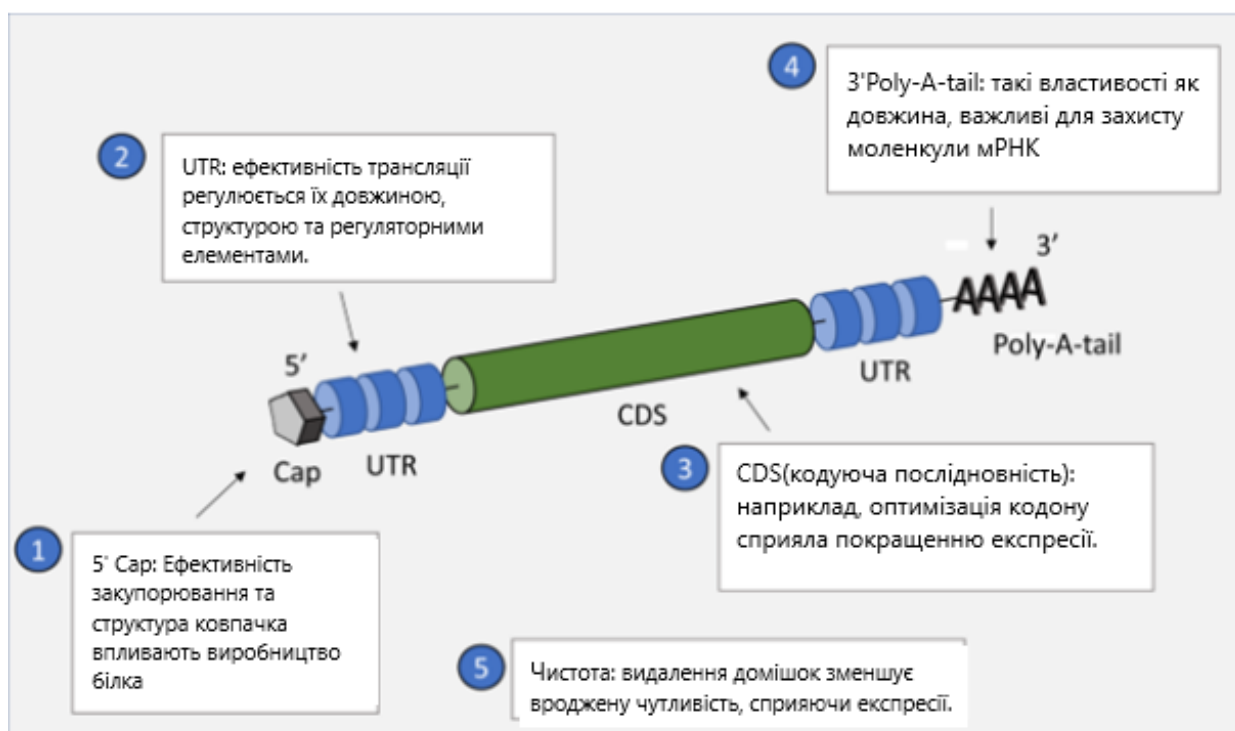 4
3'Poly-A-tail: такі властивості як
довжина, важливі для захисту
моленкули мРНК
2
UTR: ефективність трансляції
регулюється їх довжиною,
структурою та регуляторними
елементами.
3'
AAAA
Poly-A-tail
UTR
5'
CDS
Cap
UTR
3
CDS(кодуюча послідновність):
наприклад, оптимізація кодону
сприяла покращенню експресії.
1
5' Cap: Ефективність
закупорювання та
структура ковпачка
впливають виробництво
білка
5
Чистота: видалення домішок зменшує
вроджену чутливість, сприяючи експресії.